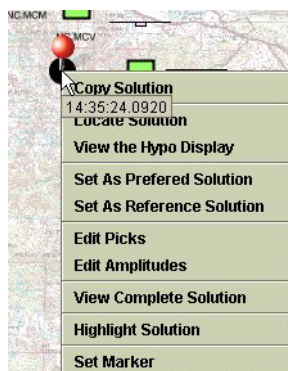 NC.MCM
NC.MCV
Copy Solution
14:35:24.0920
Locate Solution
View the Hypo Display
Set As Prefered Solution
Set As Reference Solution
Edit Picks
Edit Amplitudes
View Complete Solution
Highlight Solution
Set Marker